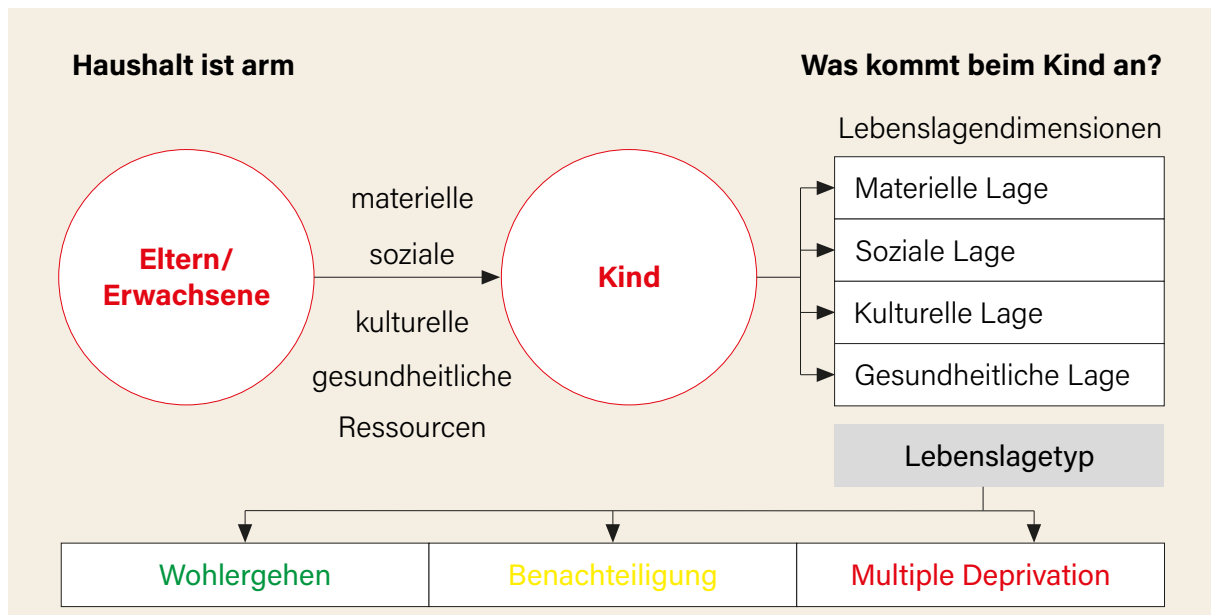 Haushalt ist arm
Was kommt beim Kind an?
Eltern/
Erwachsene
materielle
soziale
kulturelle
gesundheitliche
Ressourcen
Kind
Lebenslagendimensionen
Materielle Lage
Soziale Lage
Kulturelle Lage
Gesundheitliche Lage
Lebenslagetyp
Wohlergehen
Benachteiligung
Multiple Deprivation